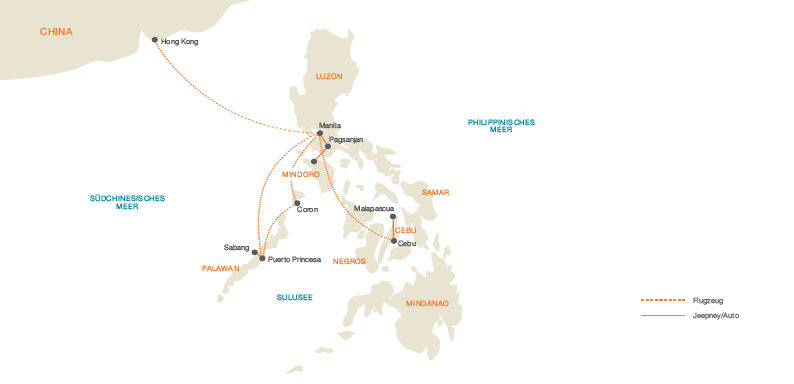 CHINA
Hong Kong
LUZON
Manila
PHILIPPINISCHES
MEER
Pagsanjan
MINDORO
SÜDCHINESISCHES
MEER
SAMAR
Coron
Malapascua
CEBU
Cebu
Sabang
Puerto Princesa
NEGROS
PALAWAN
SULUSEE
MINDANAO
Flugzeug
Jeepney/Auto